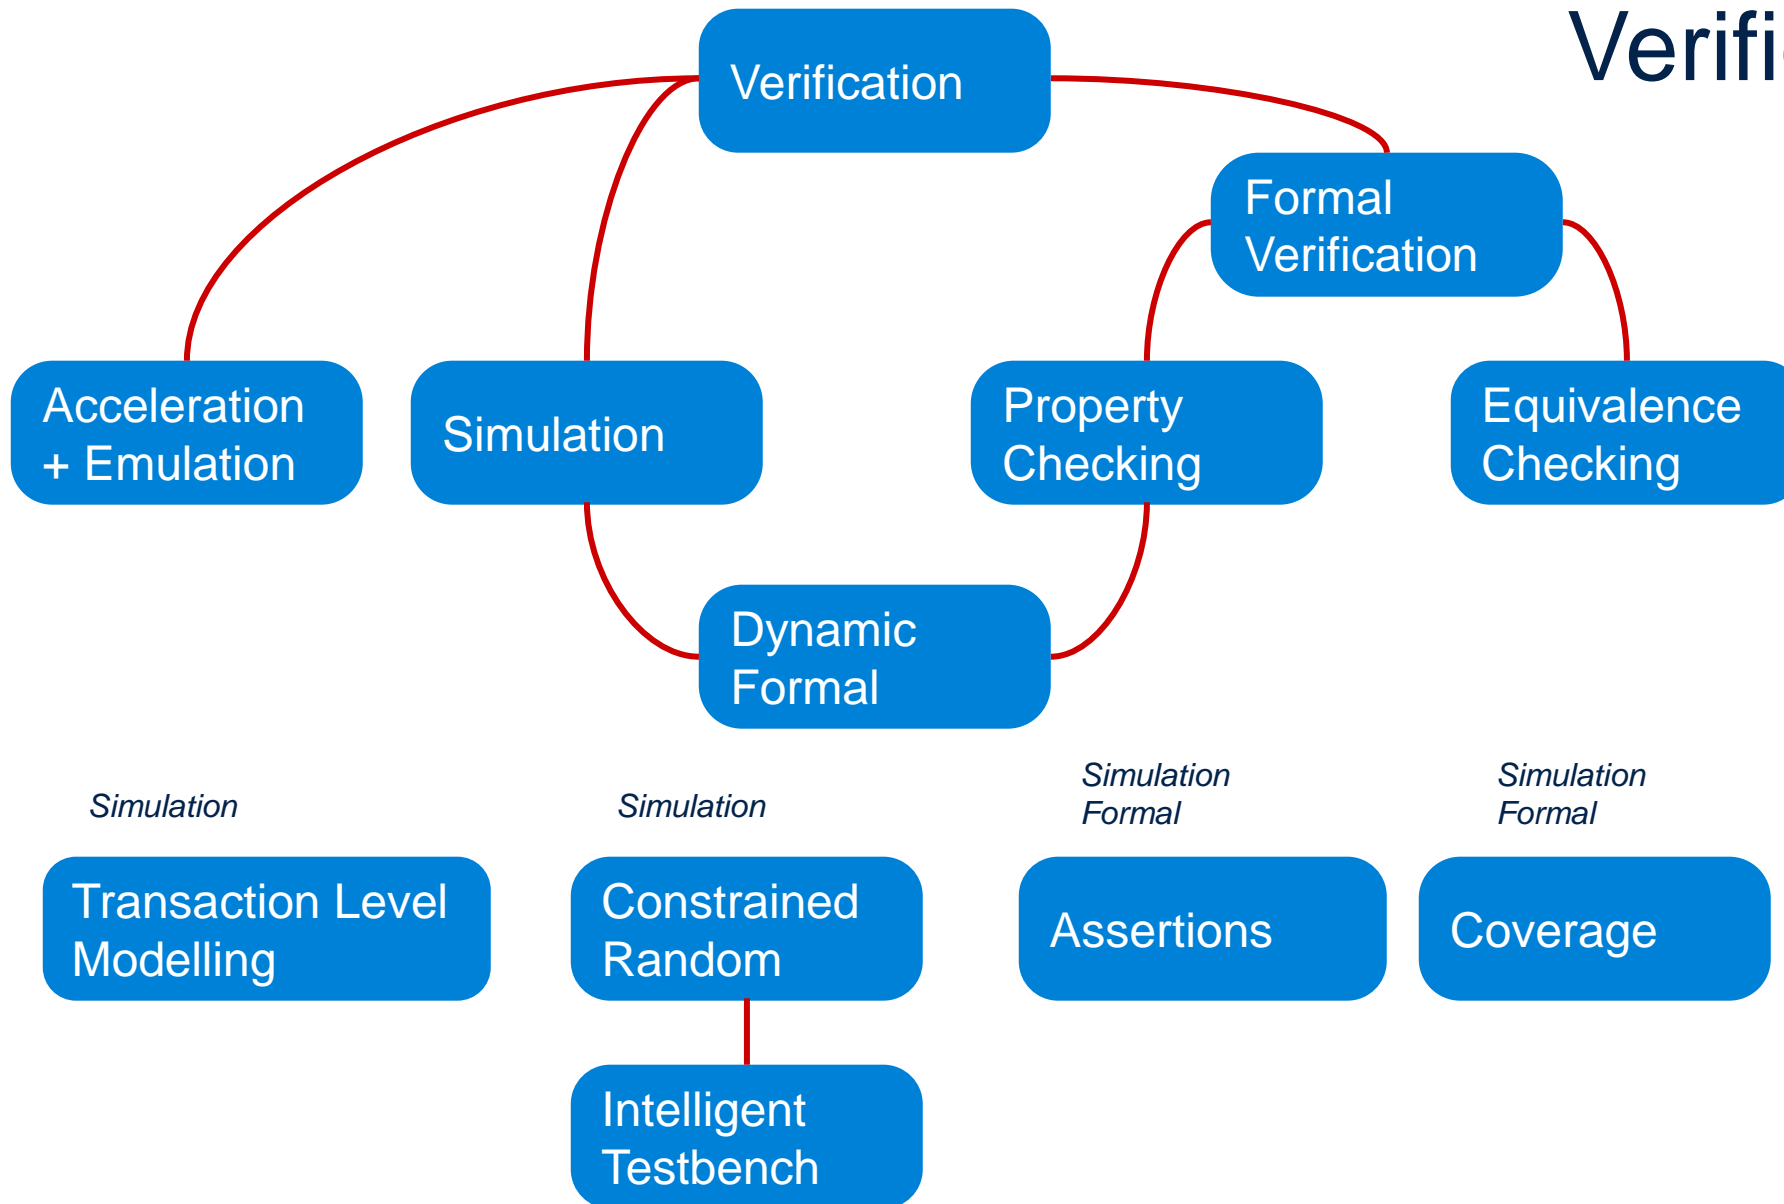 Verification
Verifi
Formal
Verification
Acceleration
+ Emulation
Simulation
Property
Checking
Equivalence
Checking
Dynamic
Formal
Simulation
Simulation
Simulation
Formal
Simulation
Formal
Transaction Level
Modelling
Constrained
Random
Assertions
Coverage
Intelligent
Testbench